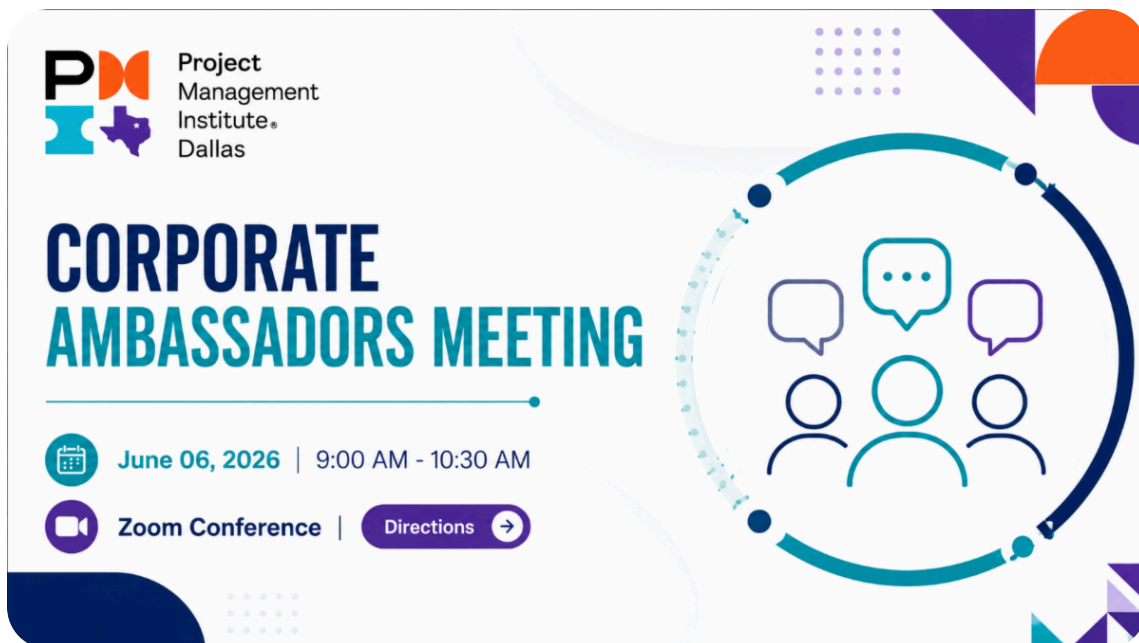 PM
Project
Management
Institute®
Dallas
CORPORATE
AMBASSADORS MEETING
June 06, 2026 | 9:00 AM - 10:30 AM
Zoom Conference | Directions →